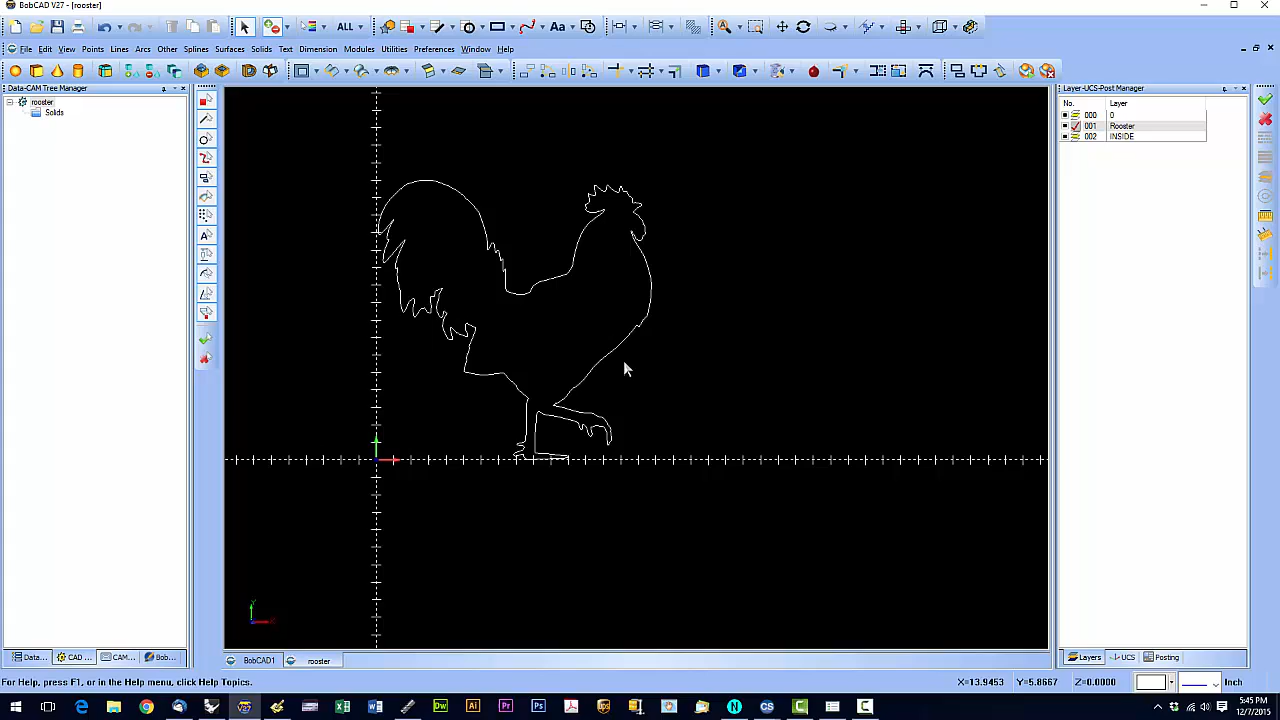 BobCAD V27 - [rooster]
ALL
Aa
File Edit View Points Lines Arcs Other Splines Surfaces Solids Text Dimension Modules Utilities Preferences Window Help
Data-CAM Tree Manager
rooster
Solids
Layer-UCS-Post Manager
No. Layer
000 0
001 Rooster
002 INSIDE
Data... CAD ... CAM... Bob...
BobCAD1 rooster
Layers UCS Posting
For Help, press F1, or in the Help menu, click Help Topics.
X=13.9453 Y=5.8667 Z=0.0000 Inch
5:45 PM
12/7/2015